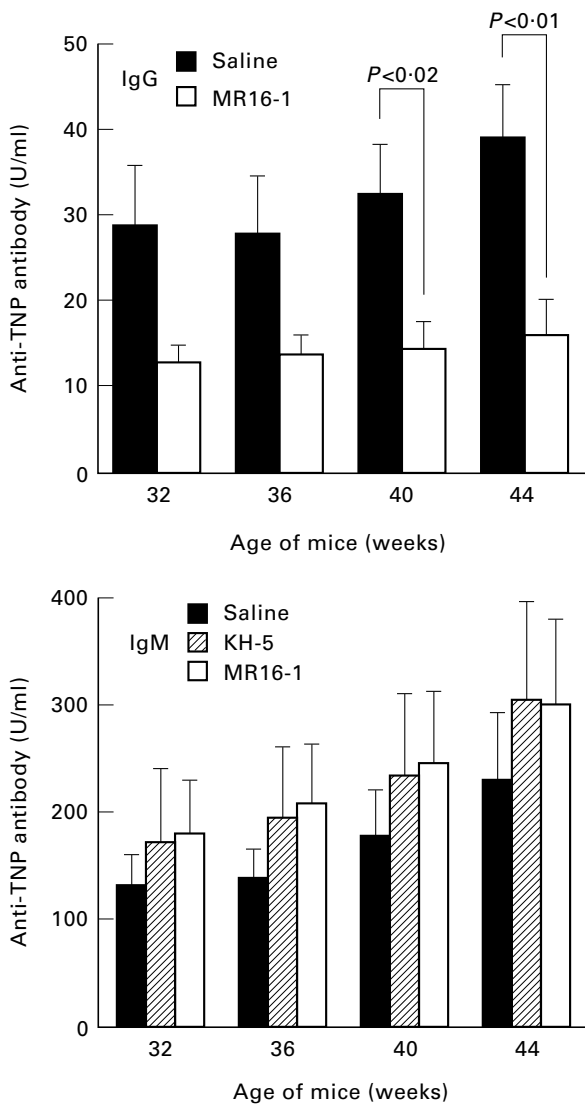 P<0·01
50
IgG
Saline
MR16-1
P<0·02
40
30
20
10
0
Anti-TNP antibody (U/ml)
32 36 40 44
Age of mice (weeks)
400
Saline
IgM
KH-5
MR16-1
300
200
100
0
Anti-TNP antibody (U/ml)
32 36 40 44
Age of mice (weeks)